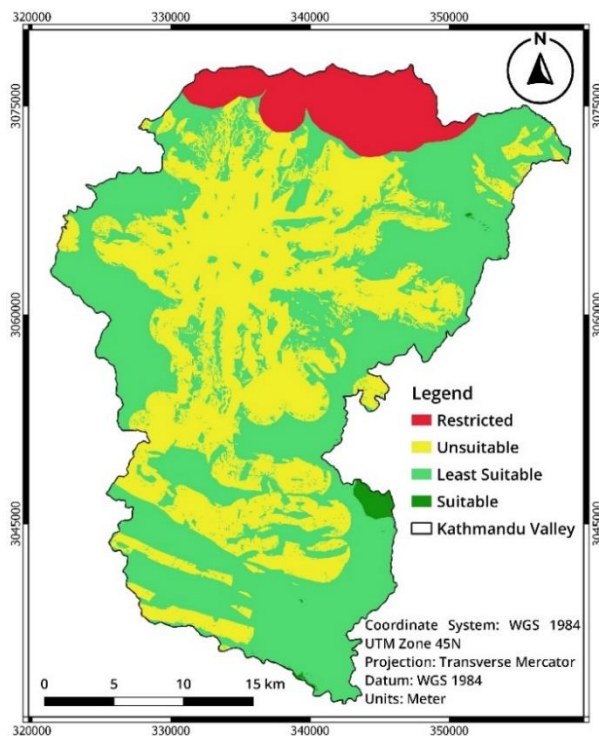 320000 330000 340000 350000
N
3075000 3075000
3060000 3060000
Legend
Restricted
Unsuitable
Least Suitable
Suitable
Kathmandu Valley
3045000 3045000
Coordinate System: WGS 1984
UTM Zone 45N
Projection: Transverse Mercator
Datum: WGS 1984
Units: Meter
0 5 10 15 km
320000 330000 340000 350000